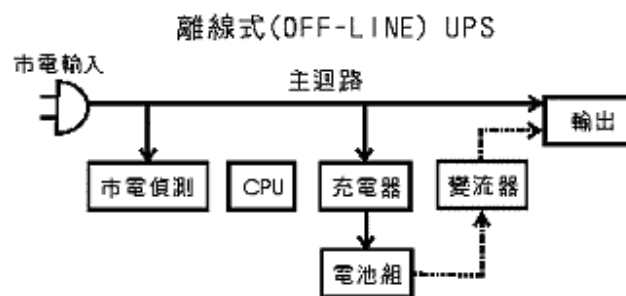 離線式(OFF-LINE) UPS
市電輸入
主迴路
輸出
市電偵測
CPU
充電器
變流器
電池組